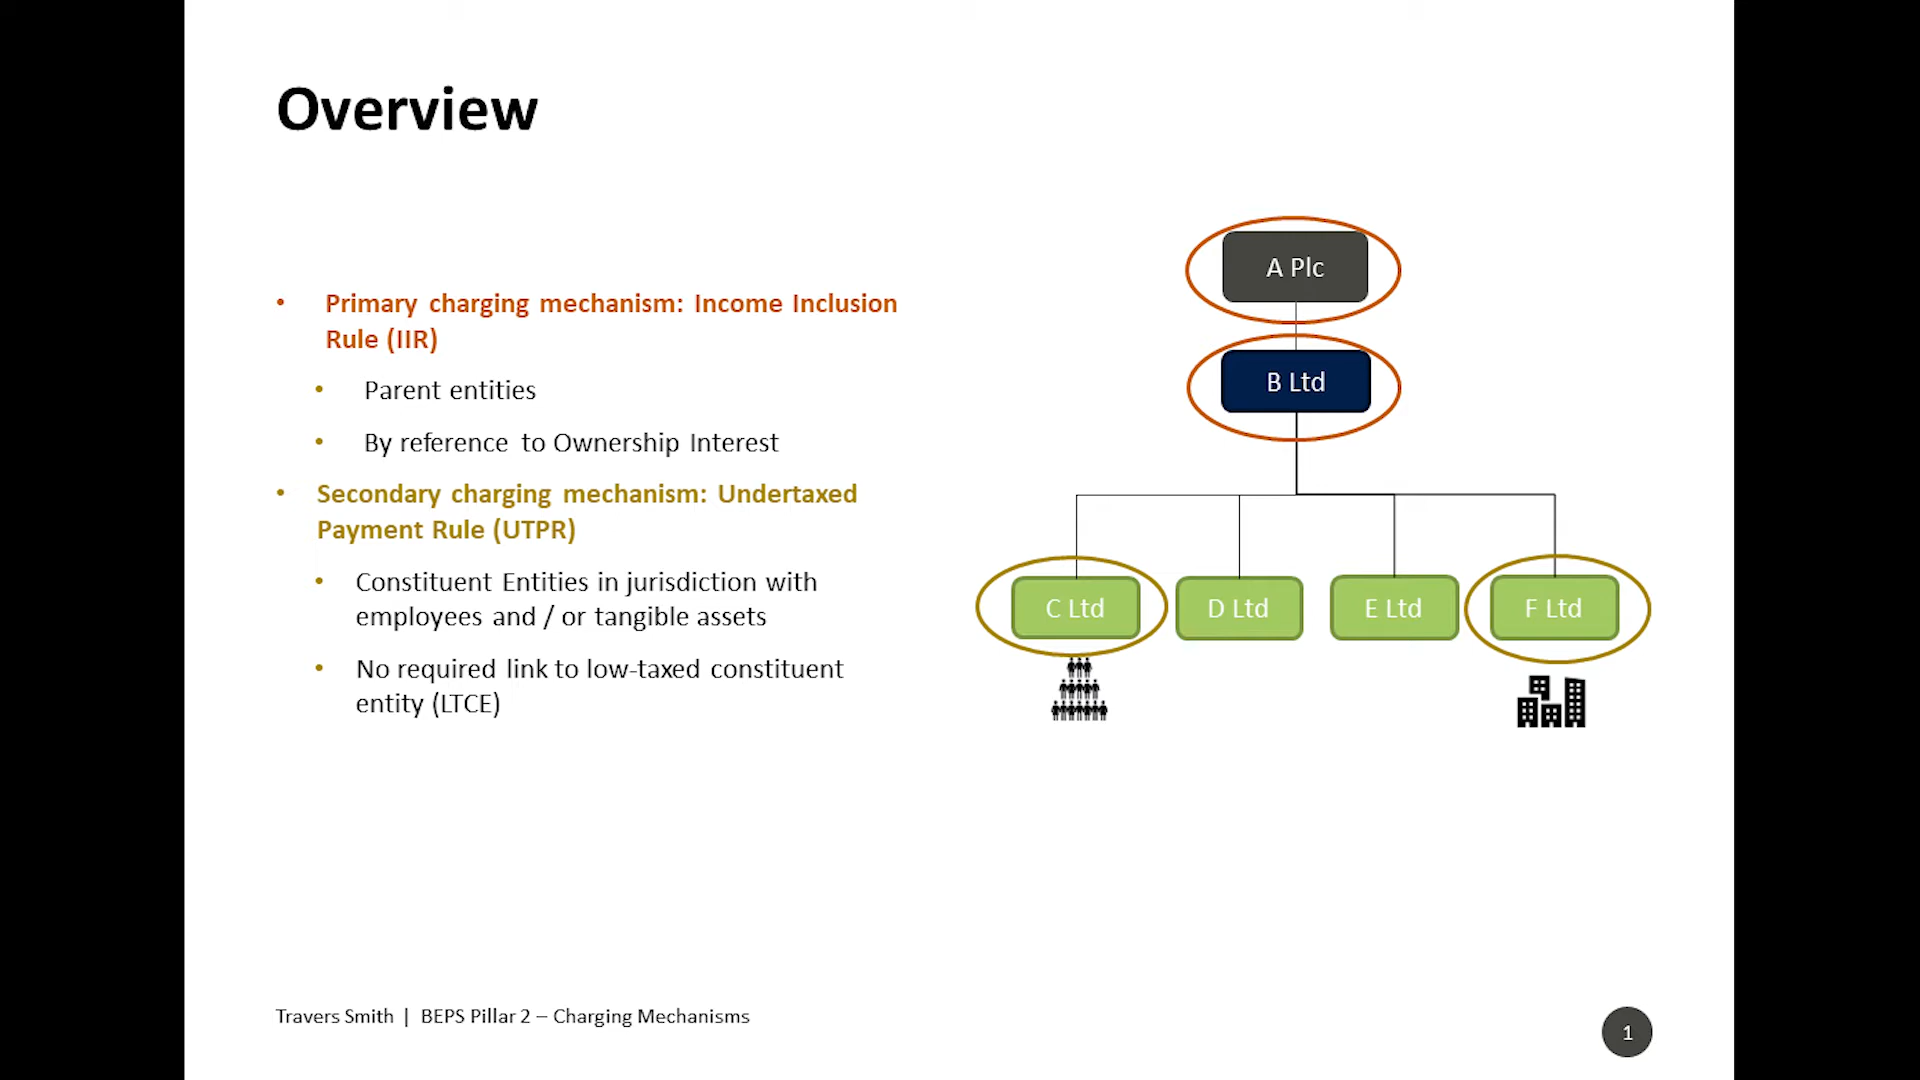 Overview
• Primary charging mechanism: Income Inclusion
Rule (IIR)
• Parent entities
• By reference to Ownership Interest
• Secondary charging mechanism: Undertaxed
Payment Rule (UTPR)
• Constituent Entities in jurisdiction with
employees and / or tangible assets
• No required link to low-taxed constituent
entity (LTCE)
A Plc
B Ltd
C Ltd
D Ltd
E Ltd
F Ltd
Travers Smith | BEPS Pillar 2 – Charging Mechanisms
1